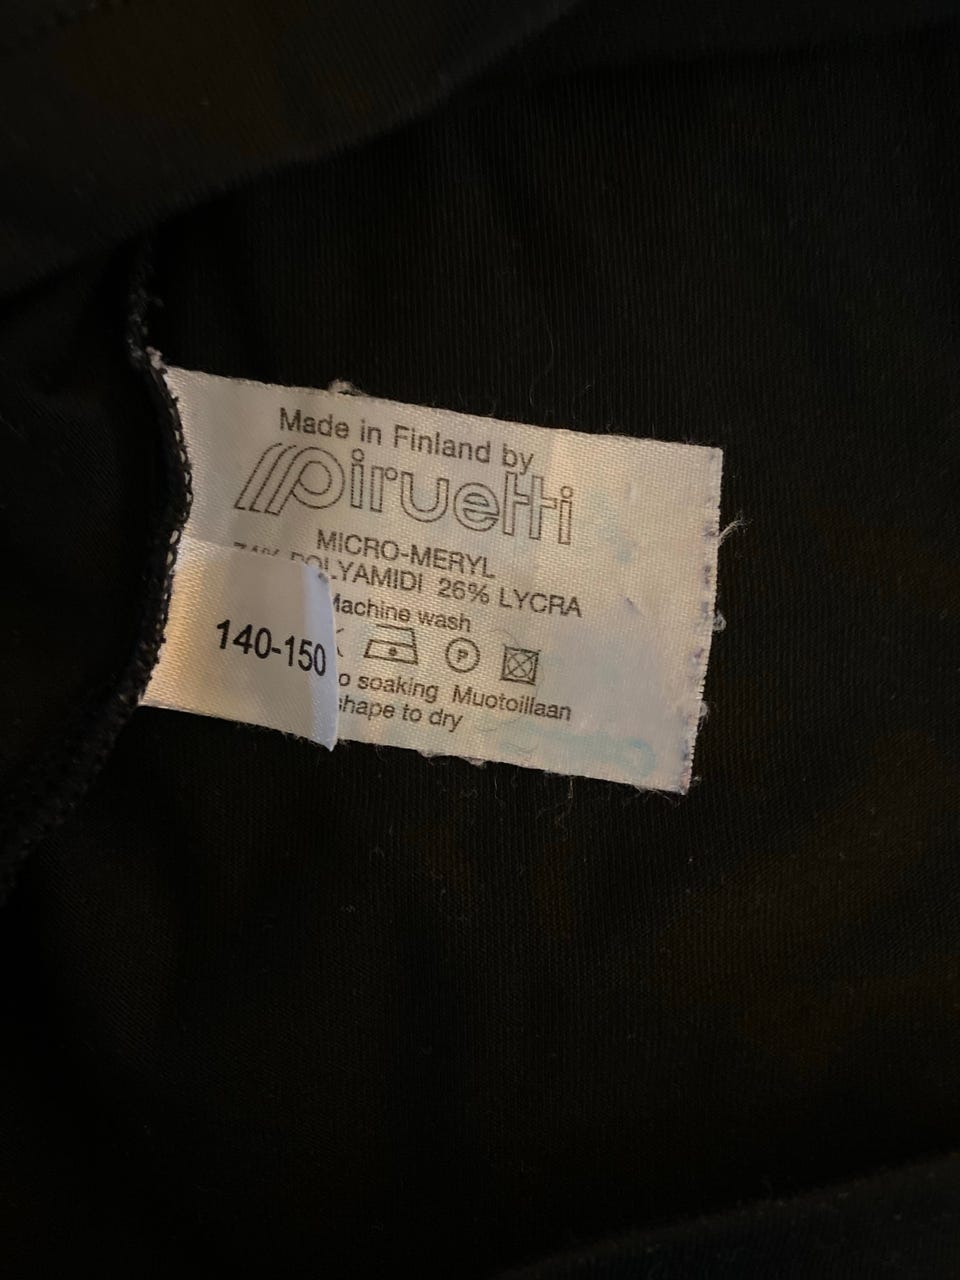 Made in Finland by
piruetti
MICRO-MERYL
74% POLYAMIDI 26% LYCRA
Machine wash
P
140-150
o soaking Muotoillaan
shape to dry